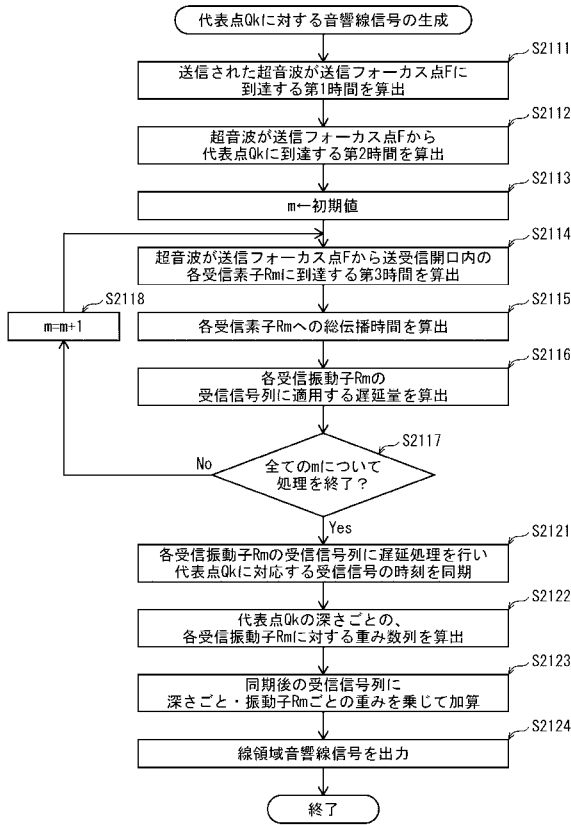 代表点Qkに対する音響線信号の生成
S2111
送信された超音波が送信フォーカス点Fに
到達する第1時間を算出
S2112
超音波が送信フォーカス点Fから
代表点Qkに到達する第2時間を算出
S2113
m←初期値
S2114
超音波が送信フォーカス点Fから送受信開口内の
各受信素子Rmに到達する第3時間を算出
S2118
m=m+1
S2115
各受信素子Rmへの総伝播時間を算出
S2116
各受信振動子Rmの
受信信号列に適用する遅延量を算出
S2117
全てのmについて
処理を終了？
No
Yes
S2121
各受信振動子Rmの受信信号列に遅延処理を行い
代表点Qkに対応する受信信号の時刻を同期
S2122
代表点Qkの深さごとの、
各受信振動子Rmに対する重み数列を算出
S2123
同期後の受信信号列に
深さごと・振動子Rmごとの重みを乗じて加算
S2124
線領域音響線信号を出力
終了